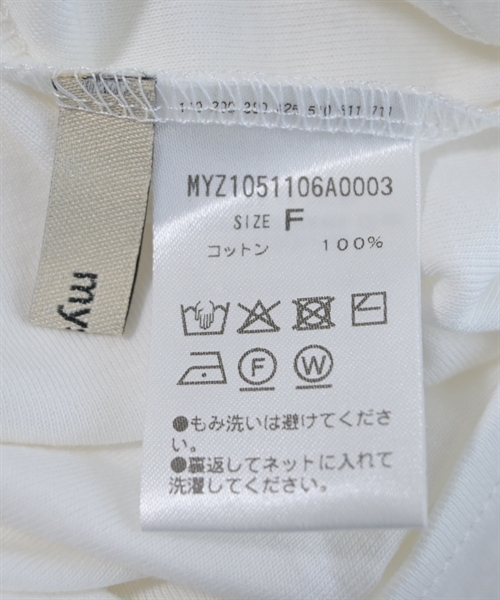 MYZ1051106A0003
SIZE F
コットン 100%
F W
●もみ洗いは避けてくださ
い。
●裏返してネットに入れて
洗濯してください。
my